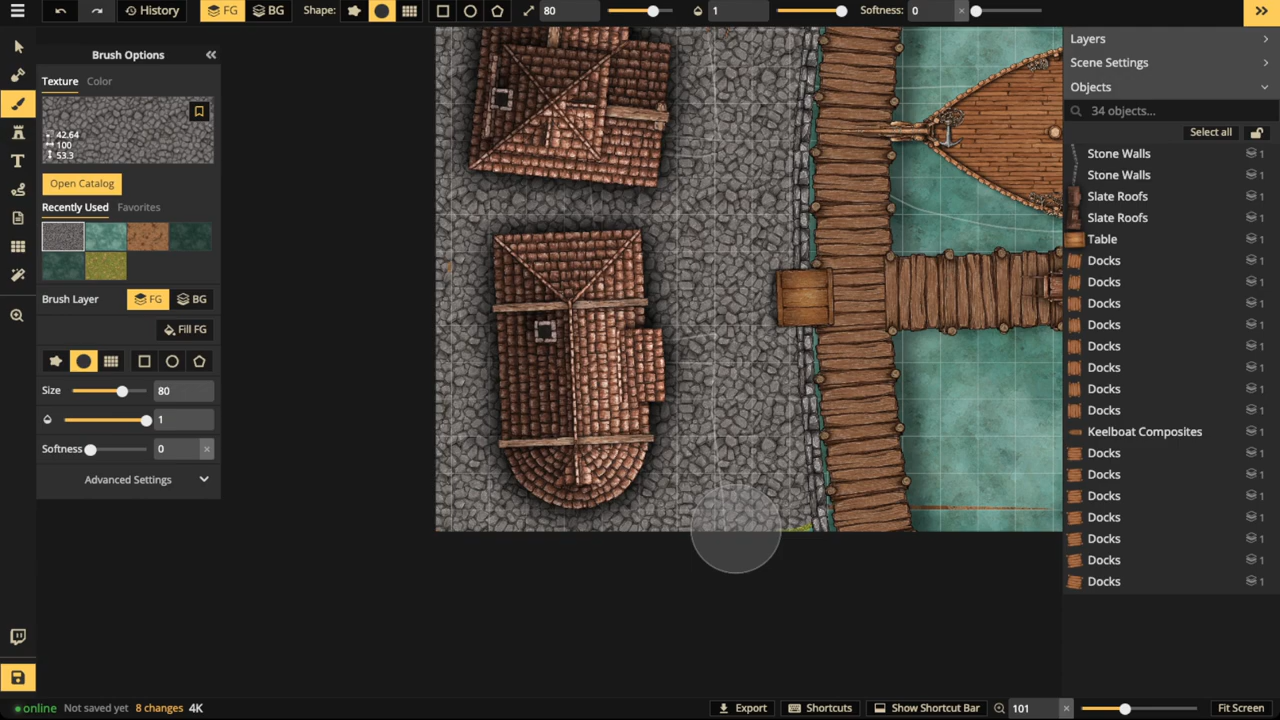 History FG BG Shape: 80 1 Softness: 0 ×
Brush Options
Texture Color
42.64
100
53.3
Open Catalog
Recently Used Favorites
Brush Layer FG BG
Fill FG
Size 80
1
Softness 0 ×
Advanced Settings
Layers
Scene Settings
Objects
34 objects...
Select all
Stone Walls 1
Stone Walls 1
Slate Roofs 1
Slate Roofs 1
Table 1
Docks 1
Docks 1
Docks 1
Docks 1
Docks 1
Docks 1
Docks 1
Docks 1
Keelboat Composites 1
Docks 1
Docks 1
Docks 1
Docks 1
Docks 1
Docks 1
Docks 1
online Not saved yet 8 changes 4K Export Shortcuts Show Shortcut Bar 101 × Fit Screen